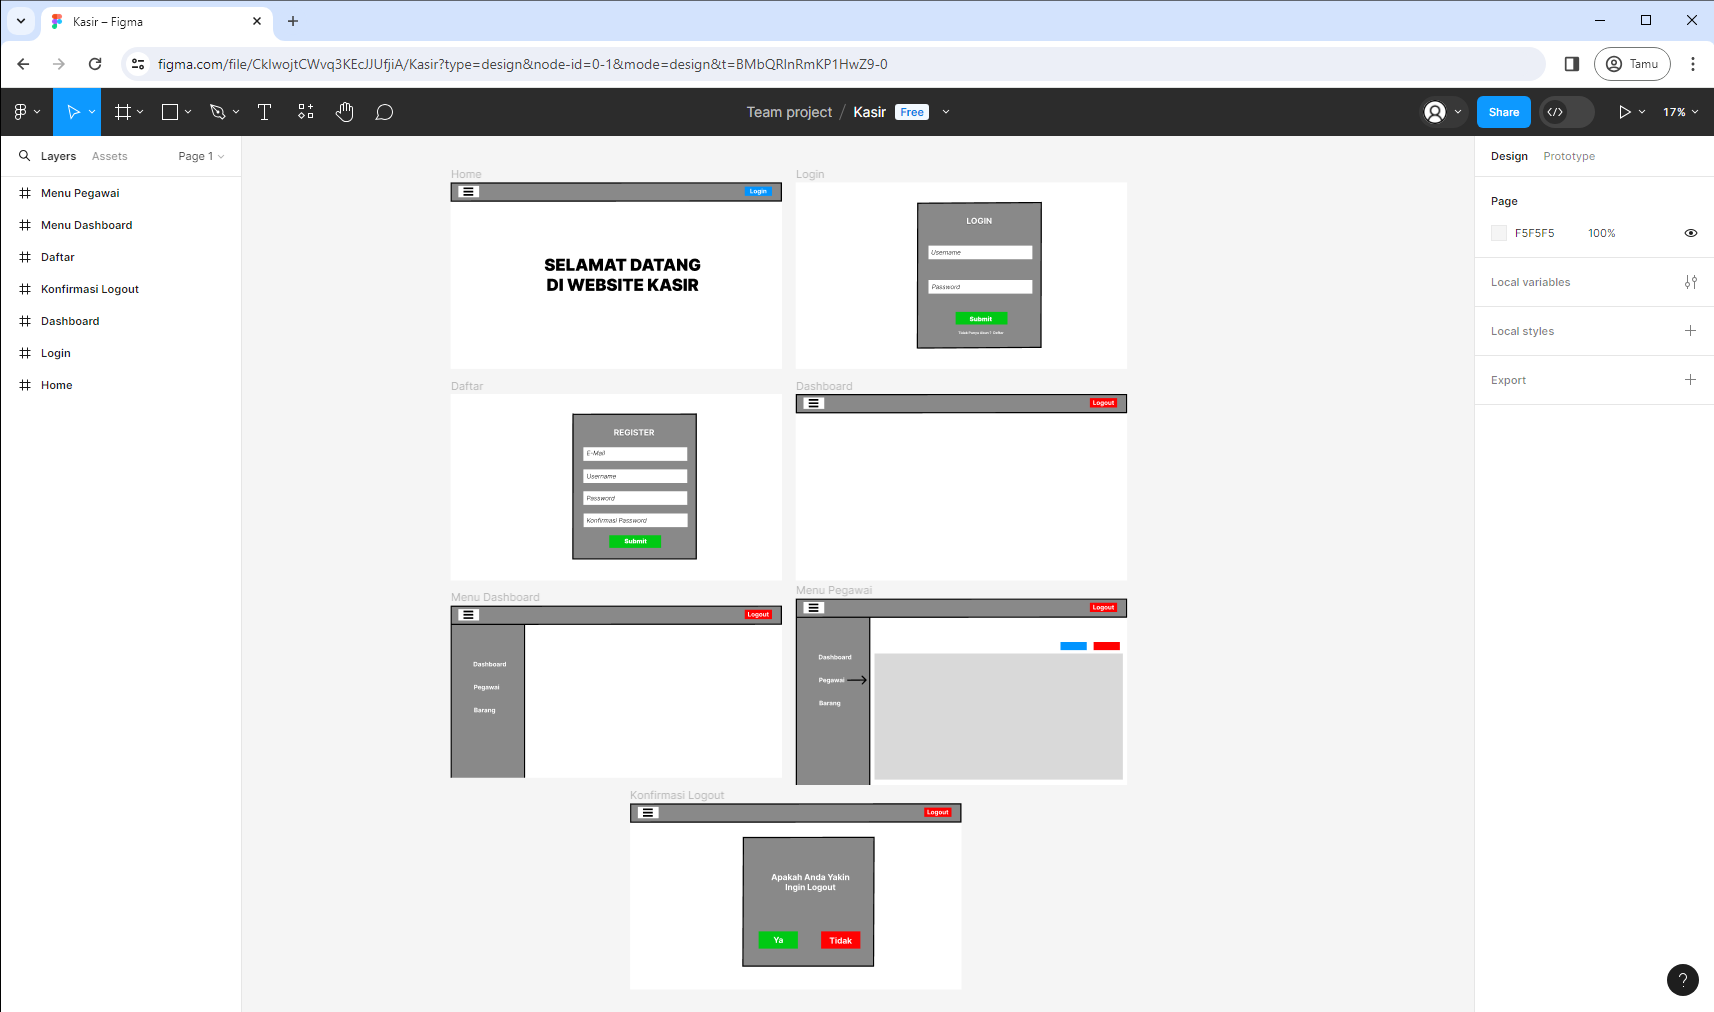 Kasir – Figma
figma.com/file/CklwojtCWvq3KEcJJUfjiA/Kasir?type=design&node-id=0-1&mode=design&t=BMbQRlnRmKP1HwZ9-0
Tamu
Team project / Kasir Free
Share
17%
Layers Assets Page 1
Menu Pegawai
Menu Dashboard
Daftar
Konfirmasi Logout
Dashboard
Login
Home
Home
Login
SELAMAT DATANG
DI WEBSITE KASIR
Login
LOGIN
Username
Password
Submit
Tidak Punya Akun? Daftar
Daftar
REGISTER
E-Mail
Username
Password
Konfirmasi Password
Submit
Dashboard
Logout
Menu Dashboard
Logout
Dashboard
Pegawai
Barang
Menu Pegawai
Logout
Dashboard
Pegawai
Barang
Konfirmasi Logout
Logout
Apakah Anda Yakin
Ingin Logout
Ya
Tidak
Design Prototype
Page
F5F5F5 100%
Local variables
Local styles
Export
?